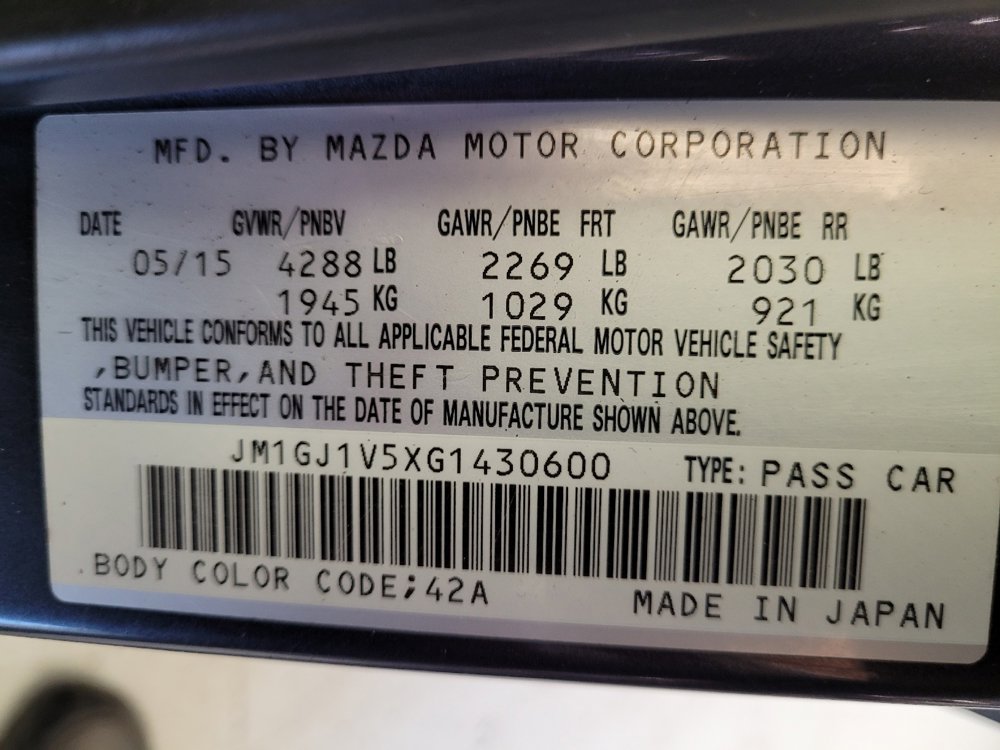 MFD. BY MAZDA MOTOR CORPORATION
DATE GVWR/PNBV GAWR/PNBE FRT GAWR/PNBE RR
05/15 4288 LB 2269 LB 2030 LB
1945 KG 1029 KG 921 KG
THIS VEHICLE CONFORMS TO ALL APPLICABLE FEDERAL MOTOR VEHICLE SAFETY
,BUMPER,AND THEFT PREVENTION
STANDARDS IN EFFECT ON THE DATE OF MANUFACTURE SHOWN ABOVE.
JM1GJ1V5XG1430600 TYPE: PASS CAR
BODY COLOR CODE;42A MADE IN JAPAN